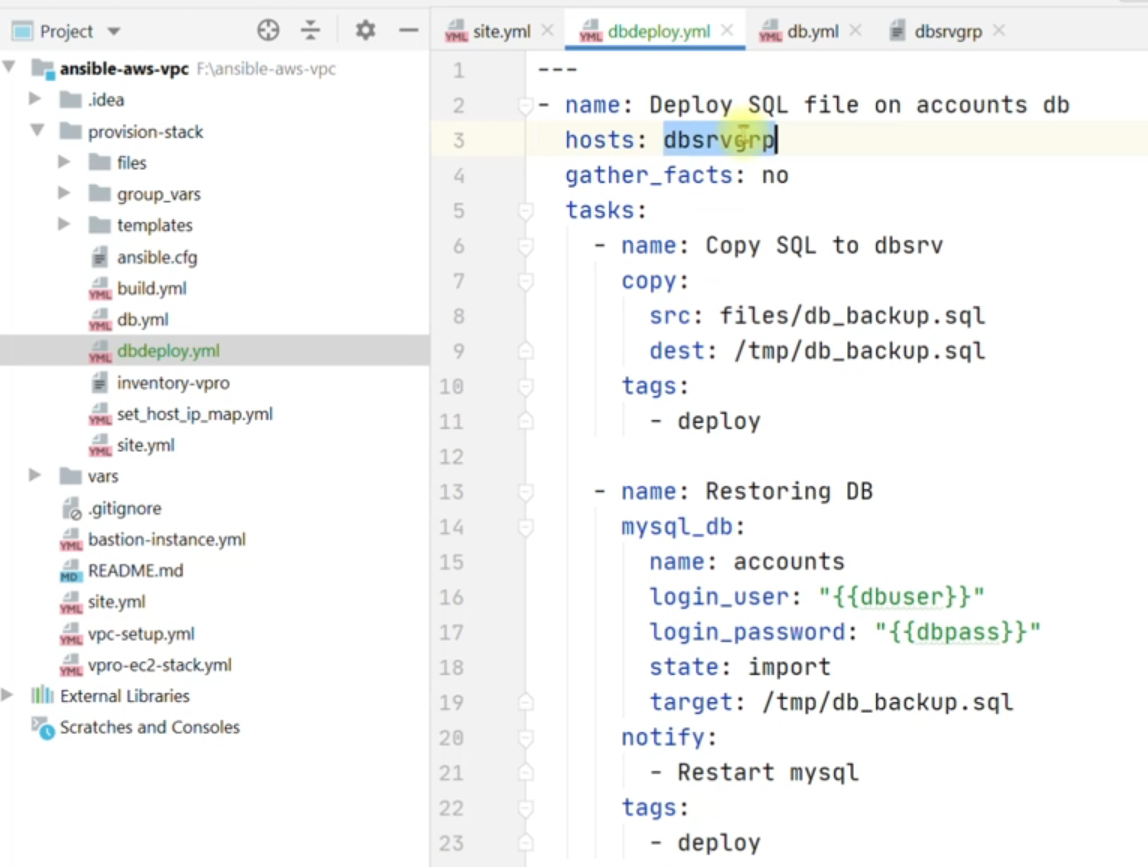 Project
ansible-aws-vpc F:\ansible-aws-vpc
.idea
provision-stack
files
group_vars
templates
ansible.cfg
build.yml
db.yml
dbdeploy.yml
inventory-vpro
set_host_ip_map.yml
site.yml
vars
.gitignore
bastion-instance.yml
README.md
site.yml
vpc-setup.yml
vpro-ec2-stack.yml
External Libraries
Scratches and Consoles
site.yml dbdeploy.yml db.yml dbsrvgrp
1 ---
2 - name: Deploy SQL file on accounts db
3 hosts: dbsrvgrp
4 gather_facts: no
5 tasks:
6 - name: Copy SQL to dbsrv
7 copy:
8 src: files/db_backup.sql
9 dest: /tmp/db_backup.sql
10 tags:
11 - deploy
12
13 - name: Restoring DB
14 mysql_db:
15 name: accounts
16 login_user: "{{dbuser}}"
17 login_password: "{{dbpass}}"
18 state: import
19 target: /tmp/db_backup.sql
20 notify:
21 - Restart mysql
22 tags:
23 - deploy